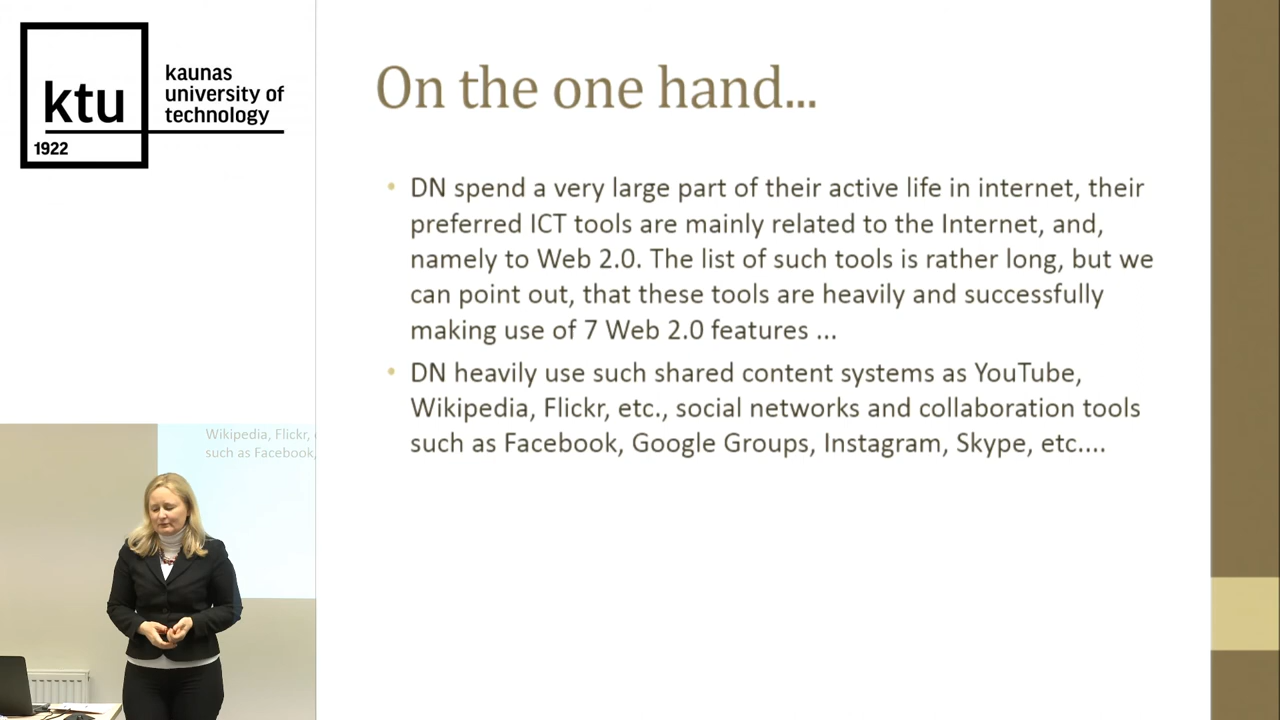 ktu
1922
kaunas
university of
technology
On the one hand...
• DN spend a very large part of their active life in internet, their
preferred ICT tools are mainly related to the Internet, and,
namely to Web 2.0. The list of such tools is rather long, but we
can point out, that these tools are heavily and successfully
making use of 7 Web 2.0 features ...
• DN heavily use such shared content systems as YouTube,
Wikipedia, Flickr, etc., social networks and collaboration tools
such as Facebook, Google Groups, Instagram, Skype, etc....
Wikipedia, Flickr,
such as Facebook,